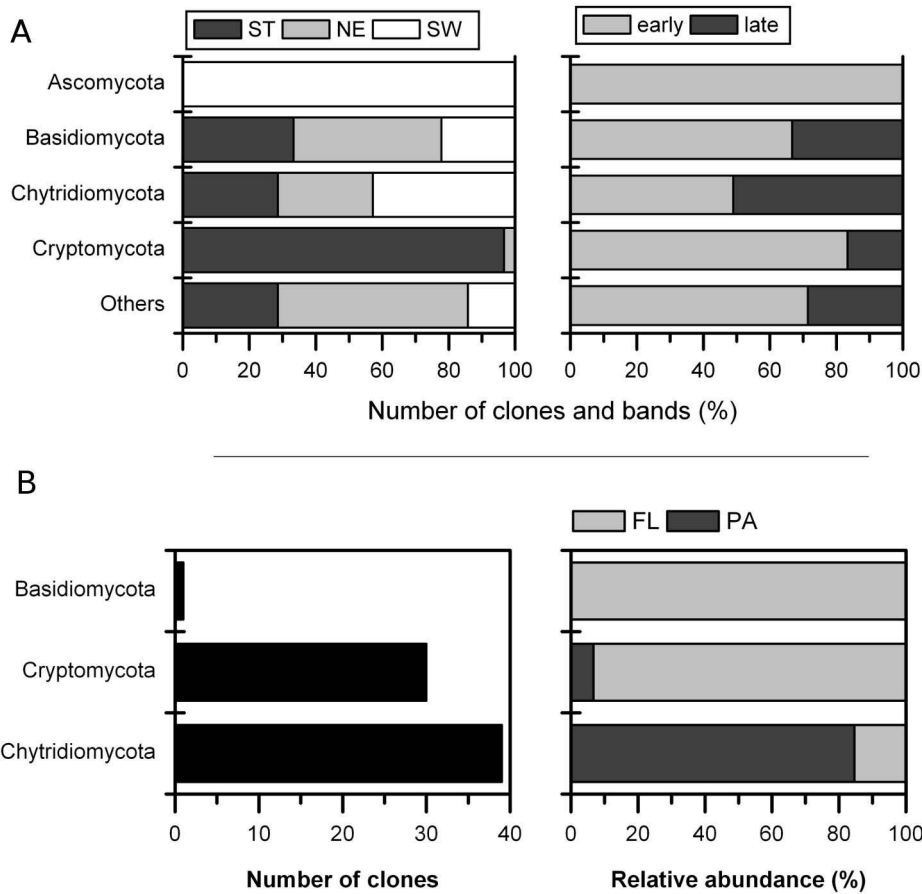 A
ST NE SW
early late
Ascomycota
Basidiomycota
Chytridiomycota
Cryptomycota
Others
0 20 40 60 80 100
0 20 40 60 80 100
Number of clones and bands (%)
B
FL PA
Basidiomycota
Cryptomycota
Chytridiomycota
0 10 20 30 40
0 20 40 60 80 100
Number of clones
Relative abundance (%)